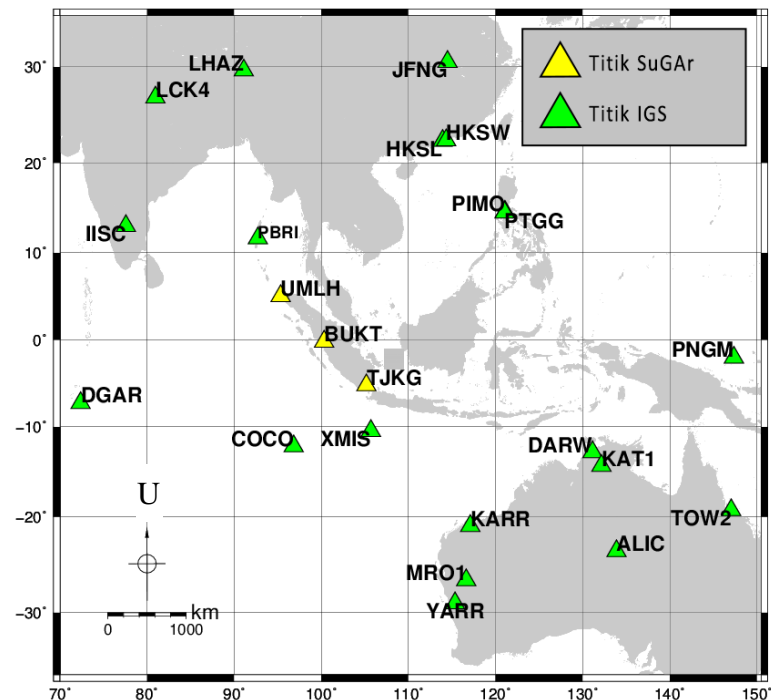 Titik SuGAr
Titik IGS
30°
20°
10°
0°
−10°
−20°
−30°
LHAZ
LCK4
JFNG
HKSW
HKSL
PIMO
PTGG
IISC
PBRI
UMLH
BUKT
PNGM
TJKG
DGAR
COCO
XMIS
DARW
KAT1
U
KARR
TOW2
ALIC
MRO1
YARR
km
0 1000
70° 80° 90° 100° 110° 120° 130° 140° 150°